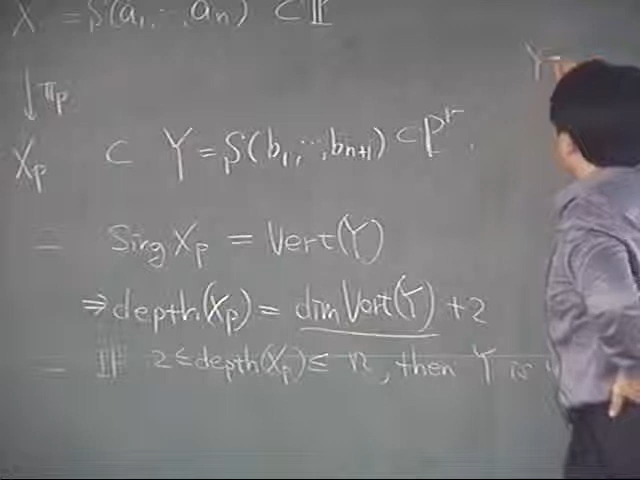 X = S(a₁, ..., aₙ) ⊂ ℙ
↓ πₚ
Xₚ ⊂ Y = S(b₁, ..., bₙ₊₁) ⊂ ℙʳ.
Y
= Sing Xₚ = Vert(Y)
⇒ depth(Xₚ) = dim Vert(Y) + 2
= If 2 ≤ depth(Xₚ) ≤ n, then Y is